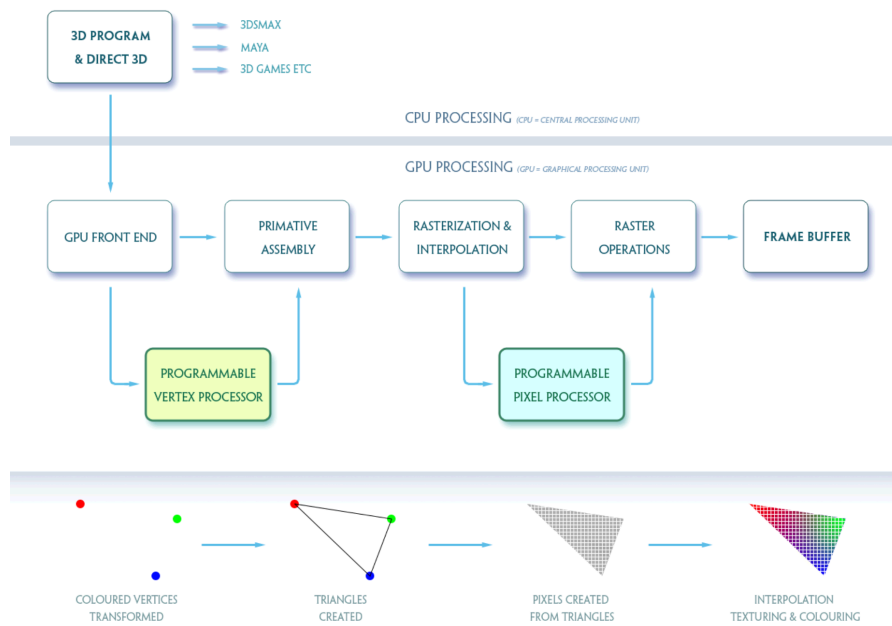 3D PROGRAM
& DIRECT 3D
3DSMAX
MAYA
3D GAMES ETC
CPU PROCESSING (CPU = CENTRAL PROCESSING UNIT)
GPU PROCESSING (GPU = GRAPHICAL PROCESSING UNIT)
GPU FRONT END
PRIMATIVE
ASSEMBLY
RASTERIZATION &
INTERPOLATION
RASTER
OPERATIONS
FRAME BUFFER
PROGRAMMABLE
VERTEX PROCESSOR
PROGRAMMABLE
PIXEL PROCESSOR
COLOURED VERTICES
TRANSFORMED
TRIANGLES
CREATED
PIXELS CREATED
FROM TRIANGLES
INTERPOLATION
TEXTURING & COLOURING